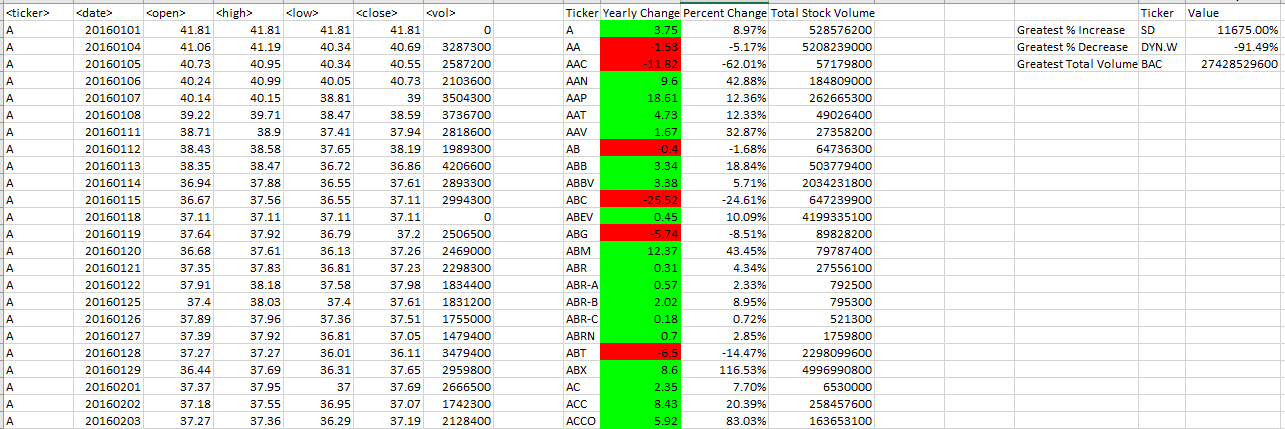 <ticker> <date> <open> <high> <low> <close> <vol> Ticker Yearly Change Percent Change Total Stock Volume Ticker Value
A 20160101 41.81 41.81 41.81 41.81 0 A 3.75 8.97% 528576200 Greatest % Increase SD 11675.00%
A 20160104 41.06 41.19 40.34 40.69 3287300 AA -1.53 -5.17% 5208239000 Greatest % Decrease DYN.W -91.49%
A 20160105 40.73 40.95 40.34 40.55 2587200 AAC -11.82 -62.01% 57179800 Greatest Total Volume BAC 27428529600
A 20160106 40.24 40.99 40.05 40.73 2103600 AAN 9.6 42.88% 184809000
A 20160107 40.14 40.15 38.81 39 3504300 AAP 18.61 12.36% 262665300
A 20160108 39.22 39.71 38.47 38.59 3736700 AAT 4.73 12.33% 49026400
A 20160111 38.71 38.9 37.41 37.94 2818600 AAV 1.67 32.87% 27358200
A 20160112 38.43 38.58 37.65 38.19 1989300 AB -0.4 -1.68% 64736300
A 20160113 38.35 38.47 36.72 36.86 4206600 ABB 3.34 18.84% 503779400
A 20160114 36.94 37.88 36.55 37.61 2893300 ABBV 3.38 5.71% 2034231800
A 20160115 36.67 37.56 36.55 37.11 2994300 ABC -25.52 -24.61% 647239900
A 20160118 37.11 37.11 37.11 37.11 0 ABEV 0.45 10.09% 4199335100
A 20160119 37.64 37.92 36.79 37.2 2506500 ABG -5.74 -8.51% 89828200
A 20160120 36.68 37.61 36.13 37.26 2469000 ABM 12.37 43.45% 79787400
A 20160121 37.35 37.83 36.81 37.23 2298300 ABR 0.31 4.34% 27556100
A 20160122 37.91 38.18 37.58 37.98 1834400 ABR-A 0.57 2.33% 792500
A 20160125 37.4 38.03 37.4 37.61 1831200 ABR-B 2.02 8.95% 795300
A 20160126 37.89 37.96 37.36 37.51 1755000 ABR-C 0.18 0.72% 521300
A 20160127 37.39 37.92 36.81 37.05 1479400 ABRN 0.7 2.85% 1759800
A 20160128 37.27 37.27 36.01 36.11 3479400 ABT -6.5 -14.47% 2298099600
A 20160129 36.44 37.69 36.31 37.65 2959800 ABX 8.6 116.53% 4996990800
A 20160201 37.37 37.95 37 37.69 2666500 AC 2.35 7.70% 6530000
A 20160202 37.18 37.55 36.95 37.07 1742300 ACC 8.43 20.39% 258457600
A 20160203 37.27 37.36 36.29 37.19 2128400 ACCO 5.92 83.03% 163653100